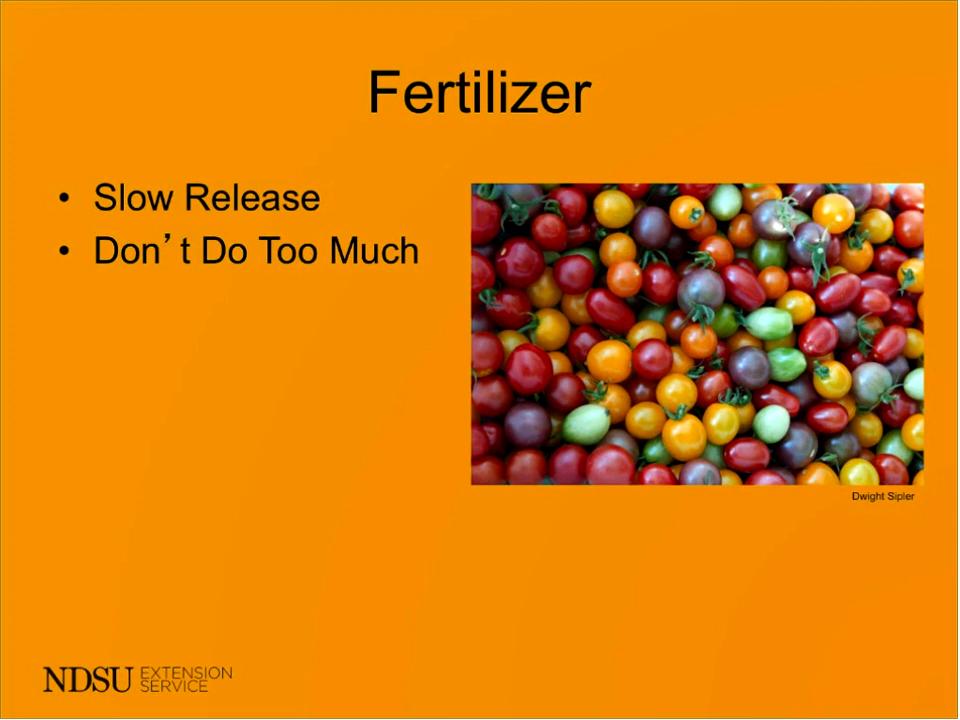 Fertilizer
• Slow Release
• Don’t Do Too Much
Dwight Sipler
NDSU EXTENSION
SERVICE